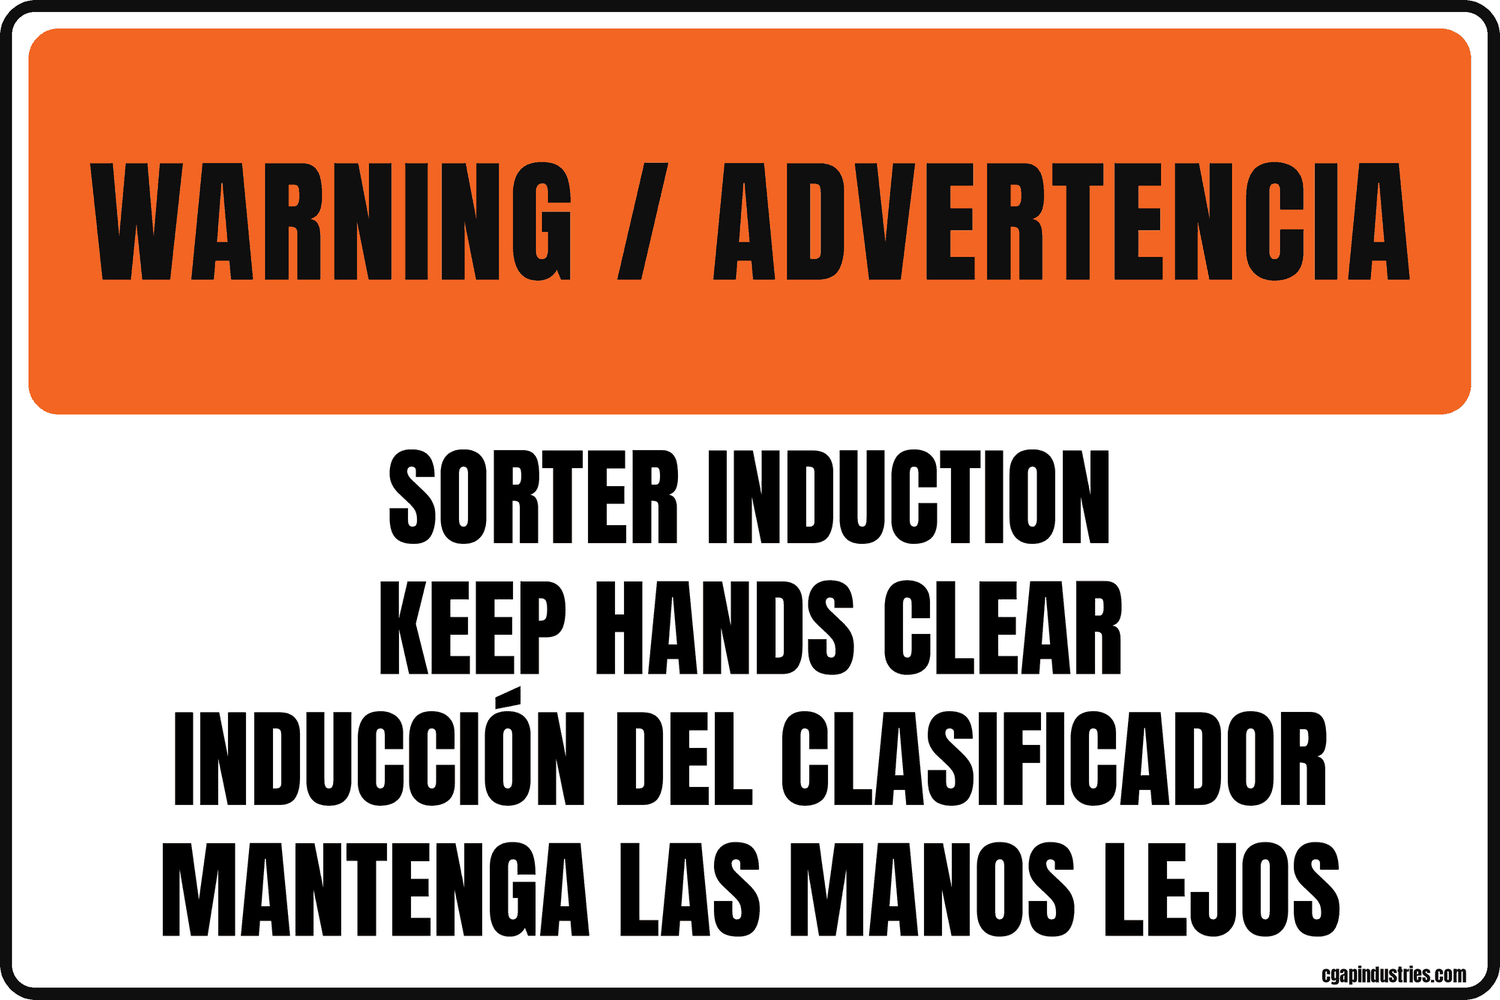 WARNING / ADVERTENCIA
SORTER INDUCTION
KEEP HANDS CLEAR
INDUCCIÓN DEL CLASIFICADOR
MANTENGA LAS MANOS LEJOS
cgapindustries.com